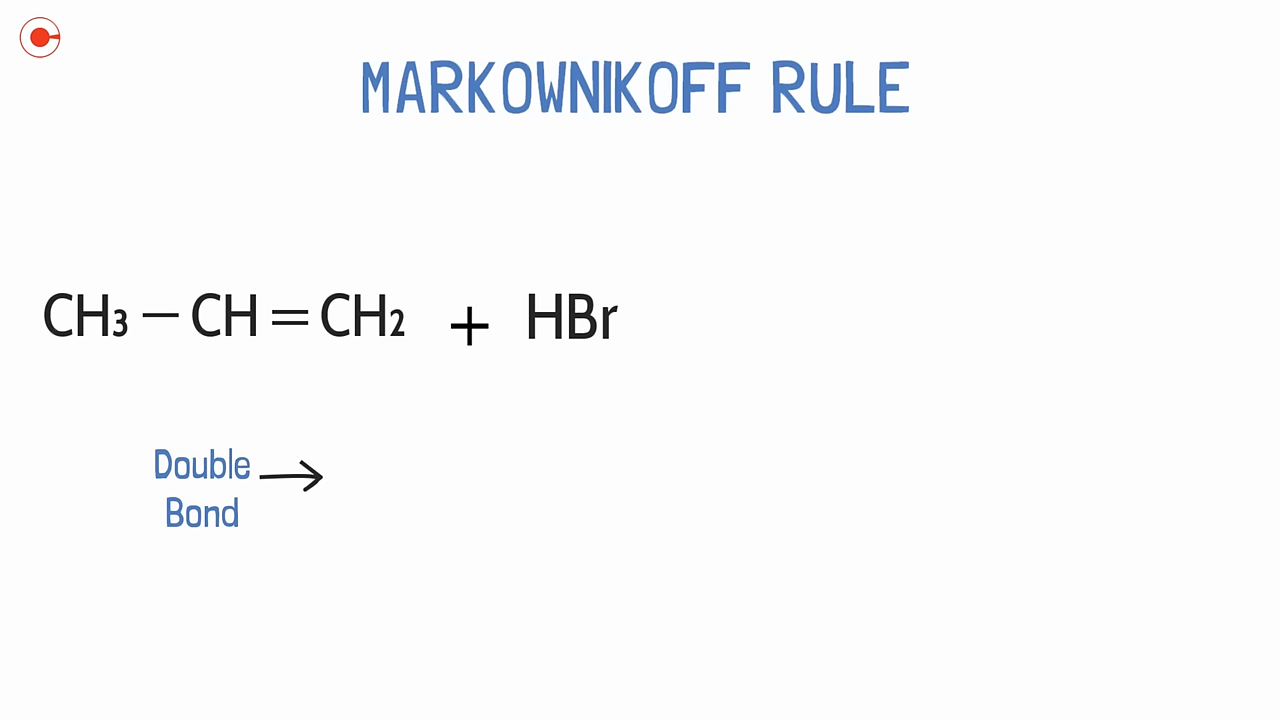 MARKOWNIKOFF RULE
CH₃ — CH = CH₂ + HBr
Double →
Bond